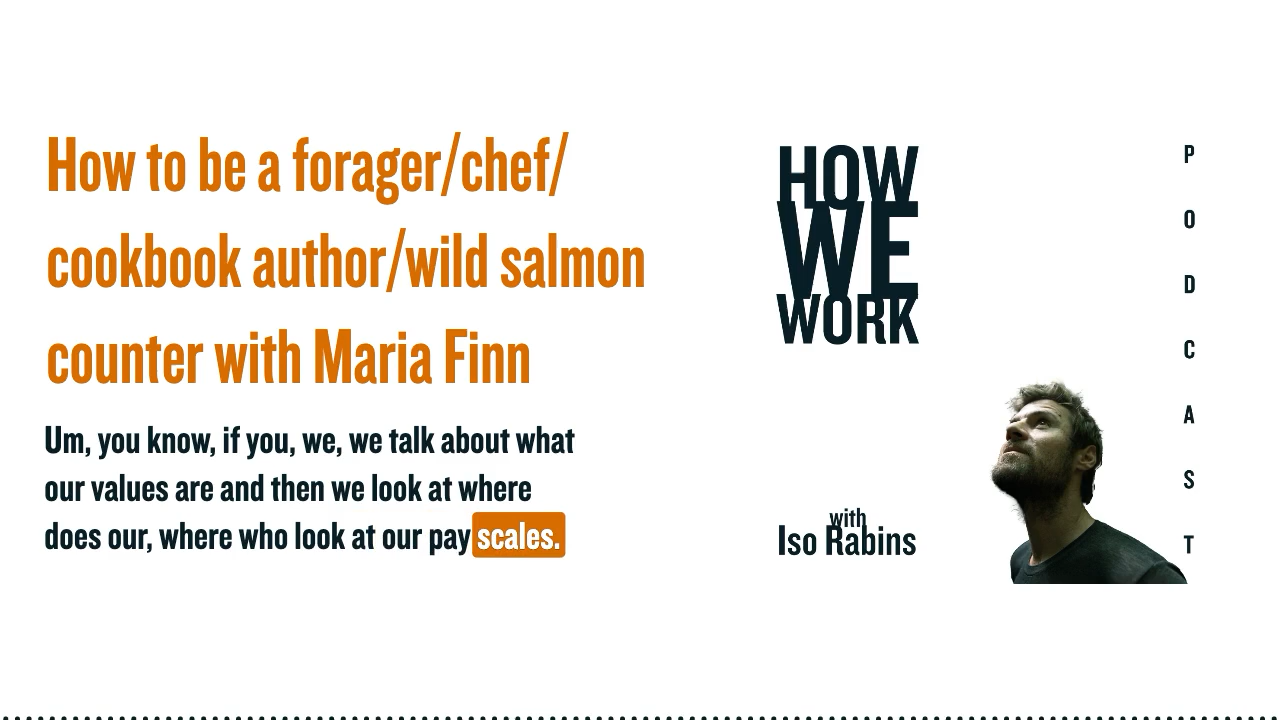 How to be a forager/chef/
cookbook author/wild salmon
counter with Maria Finn
Um, you know, if you, we, we talk about what
our values are and then we look at where
does our, where who look at our pay scales.
HOW
WE
WORK
with
Iso Rabins
PODCAST